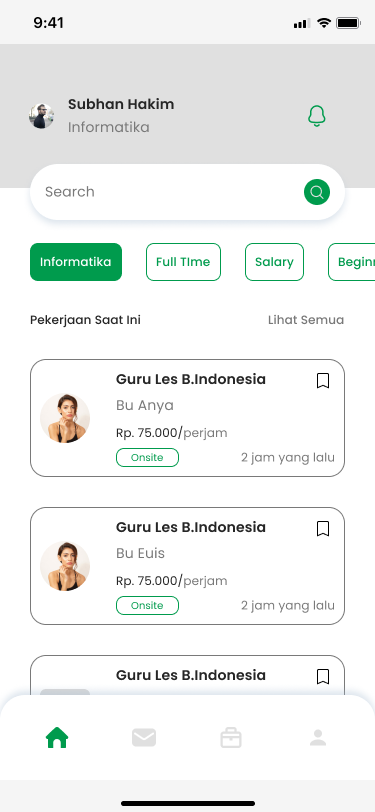 9:41
Subhan Hakim
Informatika
Search
Informatika Full TIme Salary Beginn
Pekerjaan Saat Ini Lihat Semua
Guru Les B.Indonesia
Bu Anya
Rp. 75.000/perjam
Onsite 2 jam yang lalu
Guru Les B.Indonesia
Bu Euis
Rp. 75.000/perjam
Onsite 2 jam yang lalu
Guru Les B.Indonesia